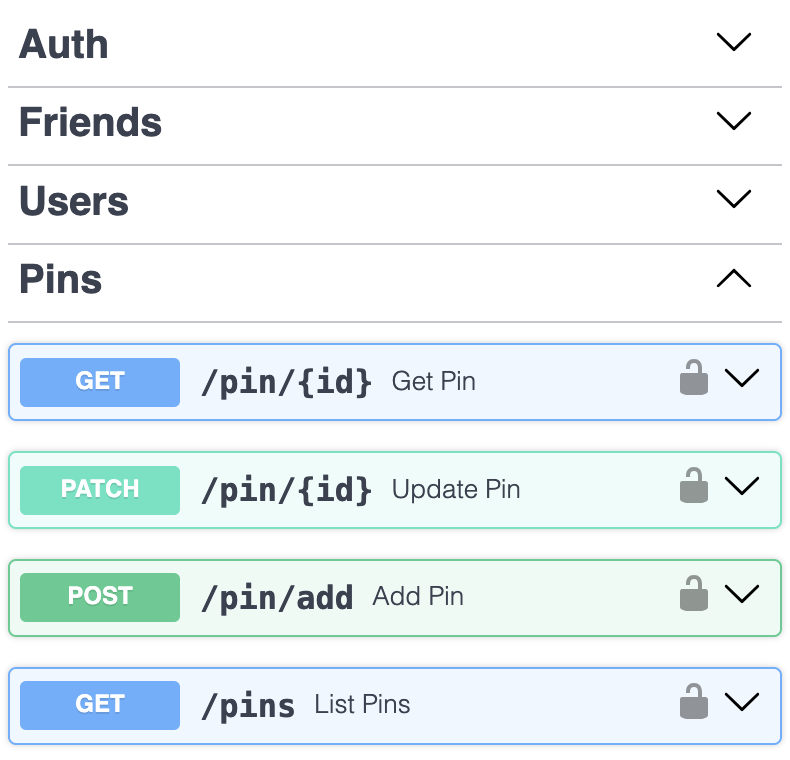 Auth
Friends
Users
Pins
GET /pin/{id} Get Pin
PATCH /pin/{id} Update Pin
POST /pin/add Add Pin
GET /pins List Pins